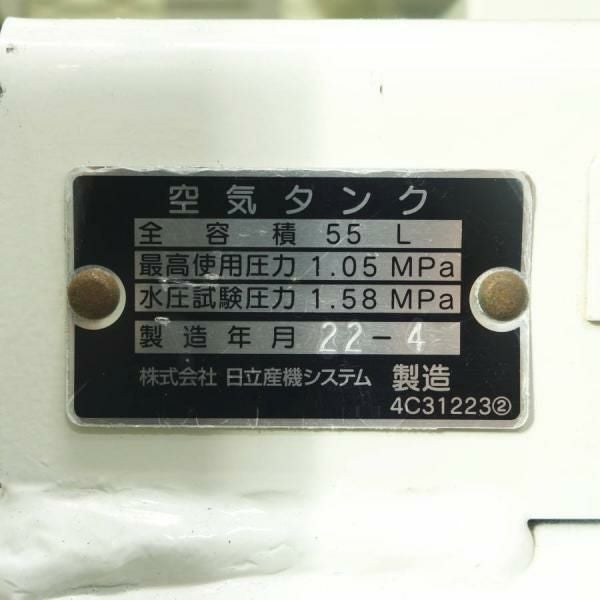 空気タンク
全容積 55 L
最高使用圧力 1.05 MPa
水圧試験圧力 1.58 MPa
製造年月 22-4
株式会社 日立産機システム 製造
4C31223②